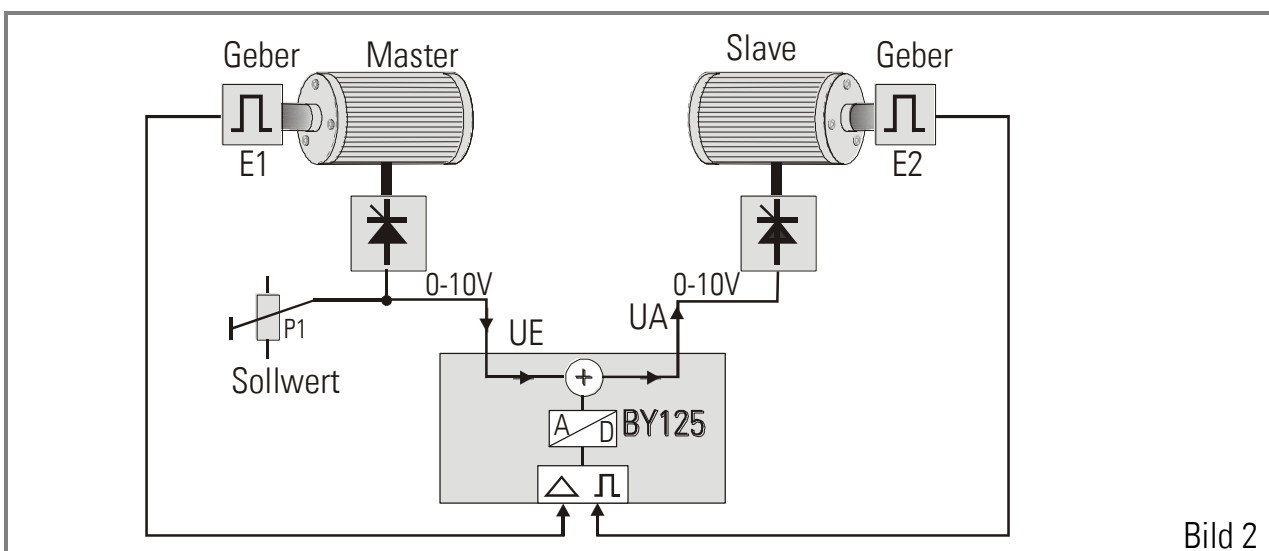 Geber
Master
Slave
Geber
E1
E2
0-10V
0-10V
P1
UE
UA
Sollwert
+
A
D
BY125
Bild 2